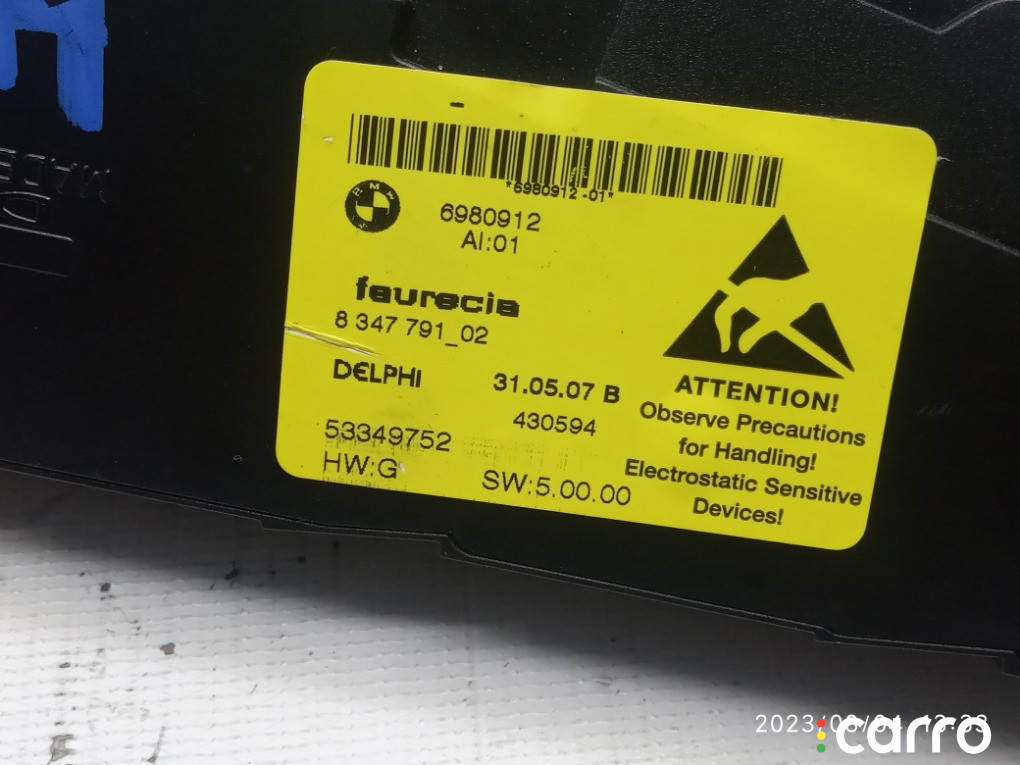 *6980912-01*
BMW
6980912
AI:01
faurecia
8 347 791_02
DELPHI
31.05.07 B
430594
53349752
HW:G
SW:5.00.00
ATTENTION!
Observe Precautions
for Handling!
Electrostatic Sensitive
Devices!
carro